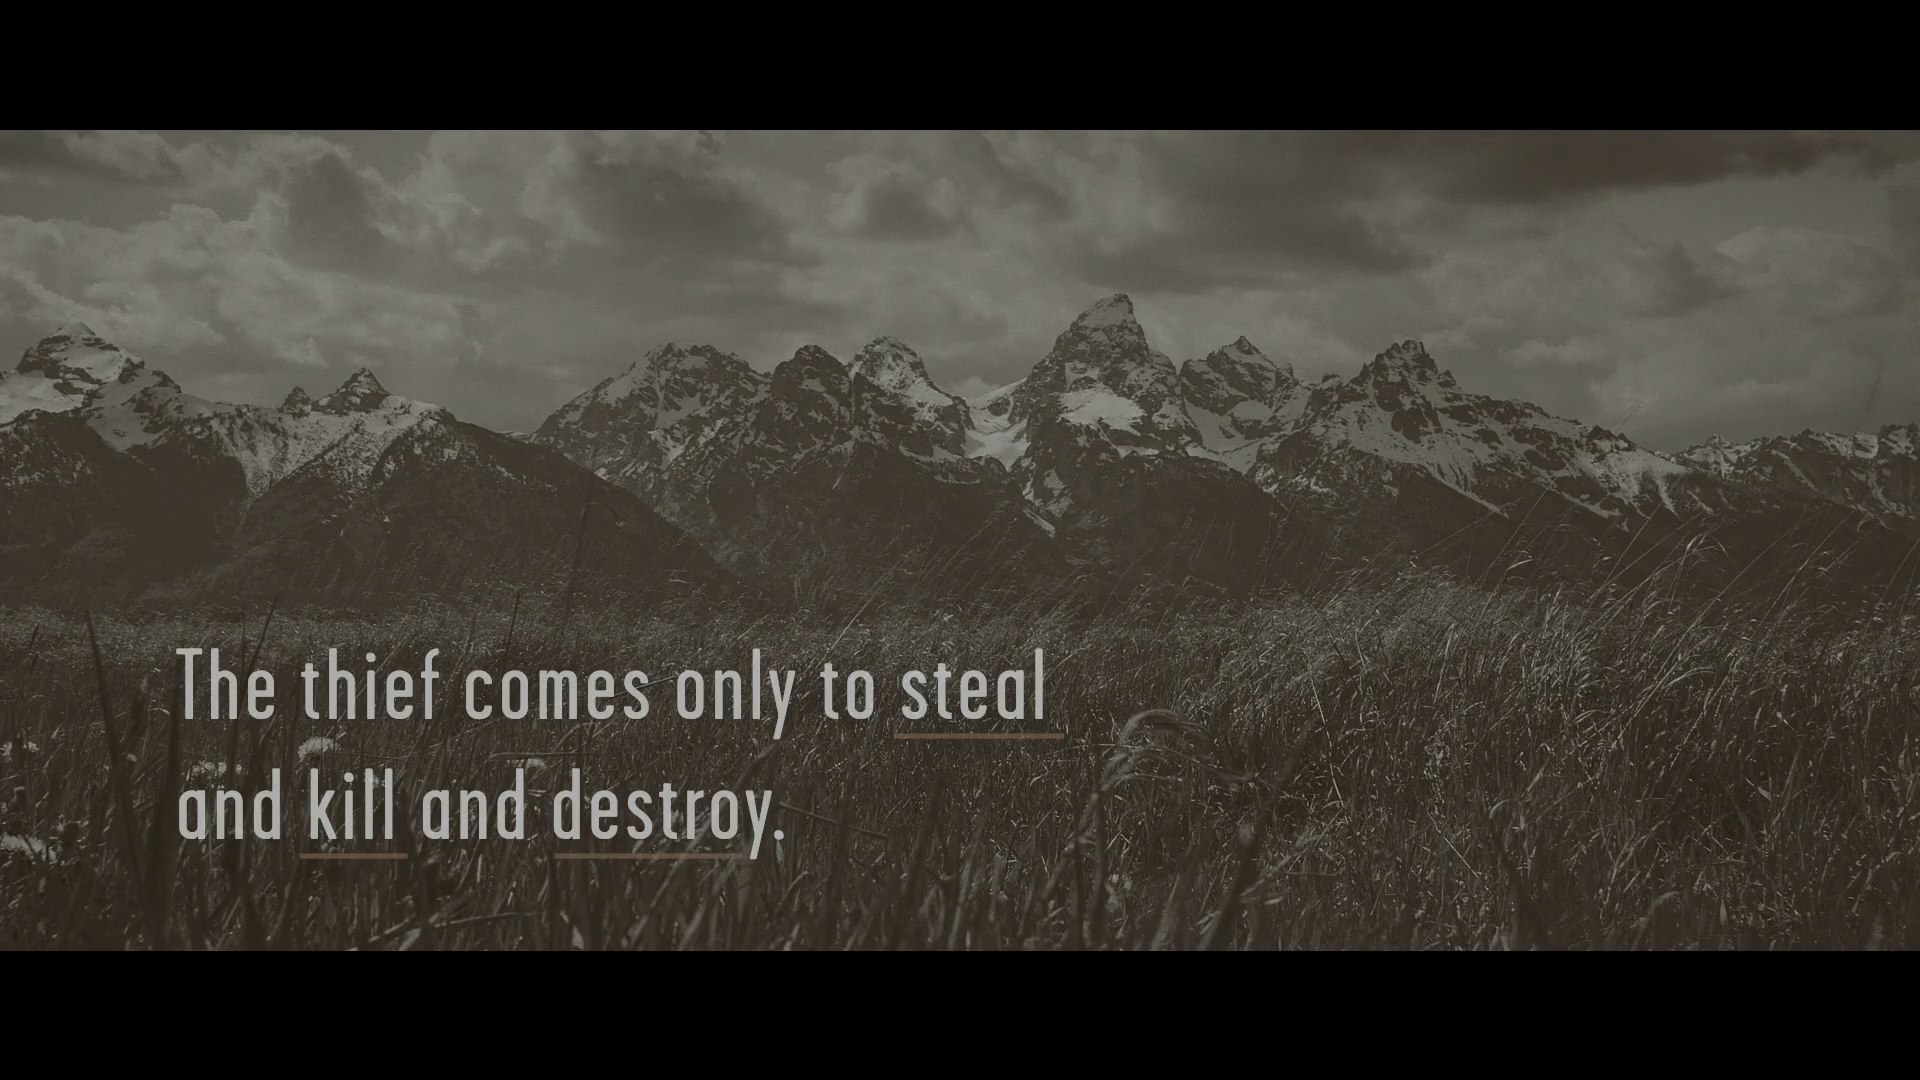 The thief comes only to steal
and kill and destroy.